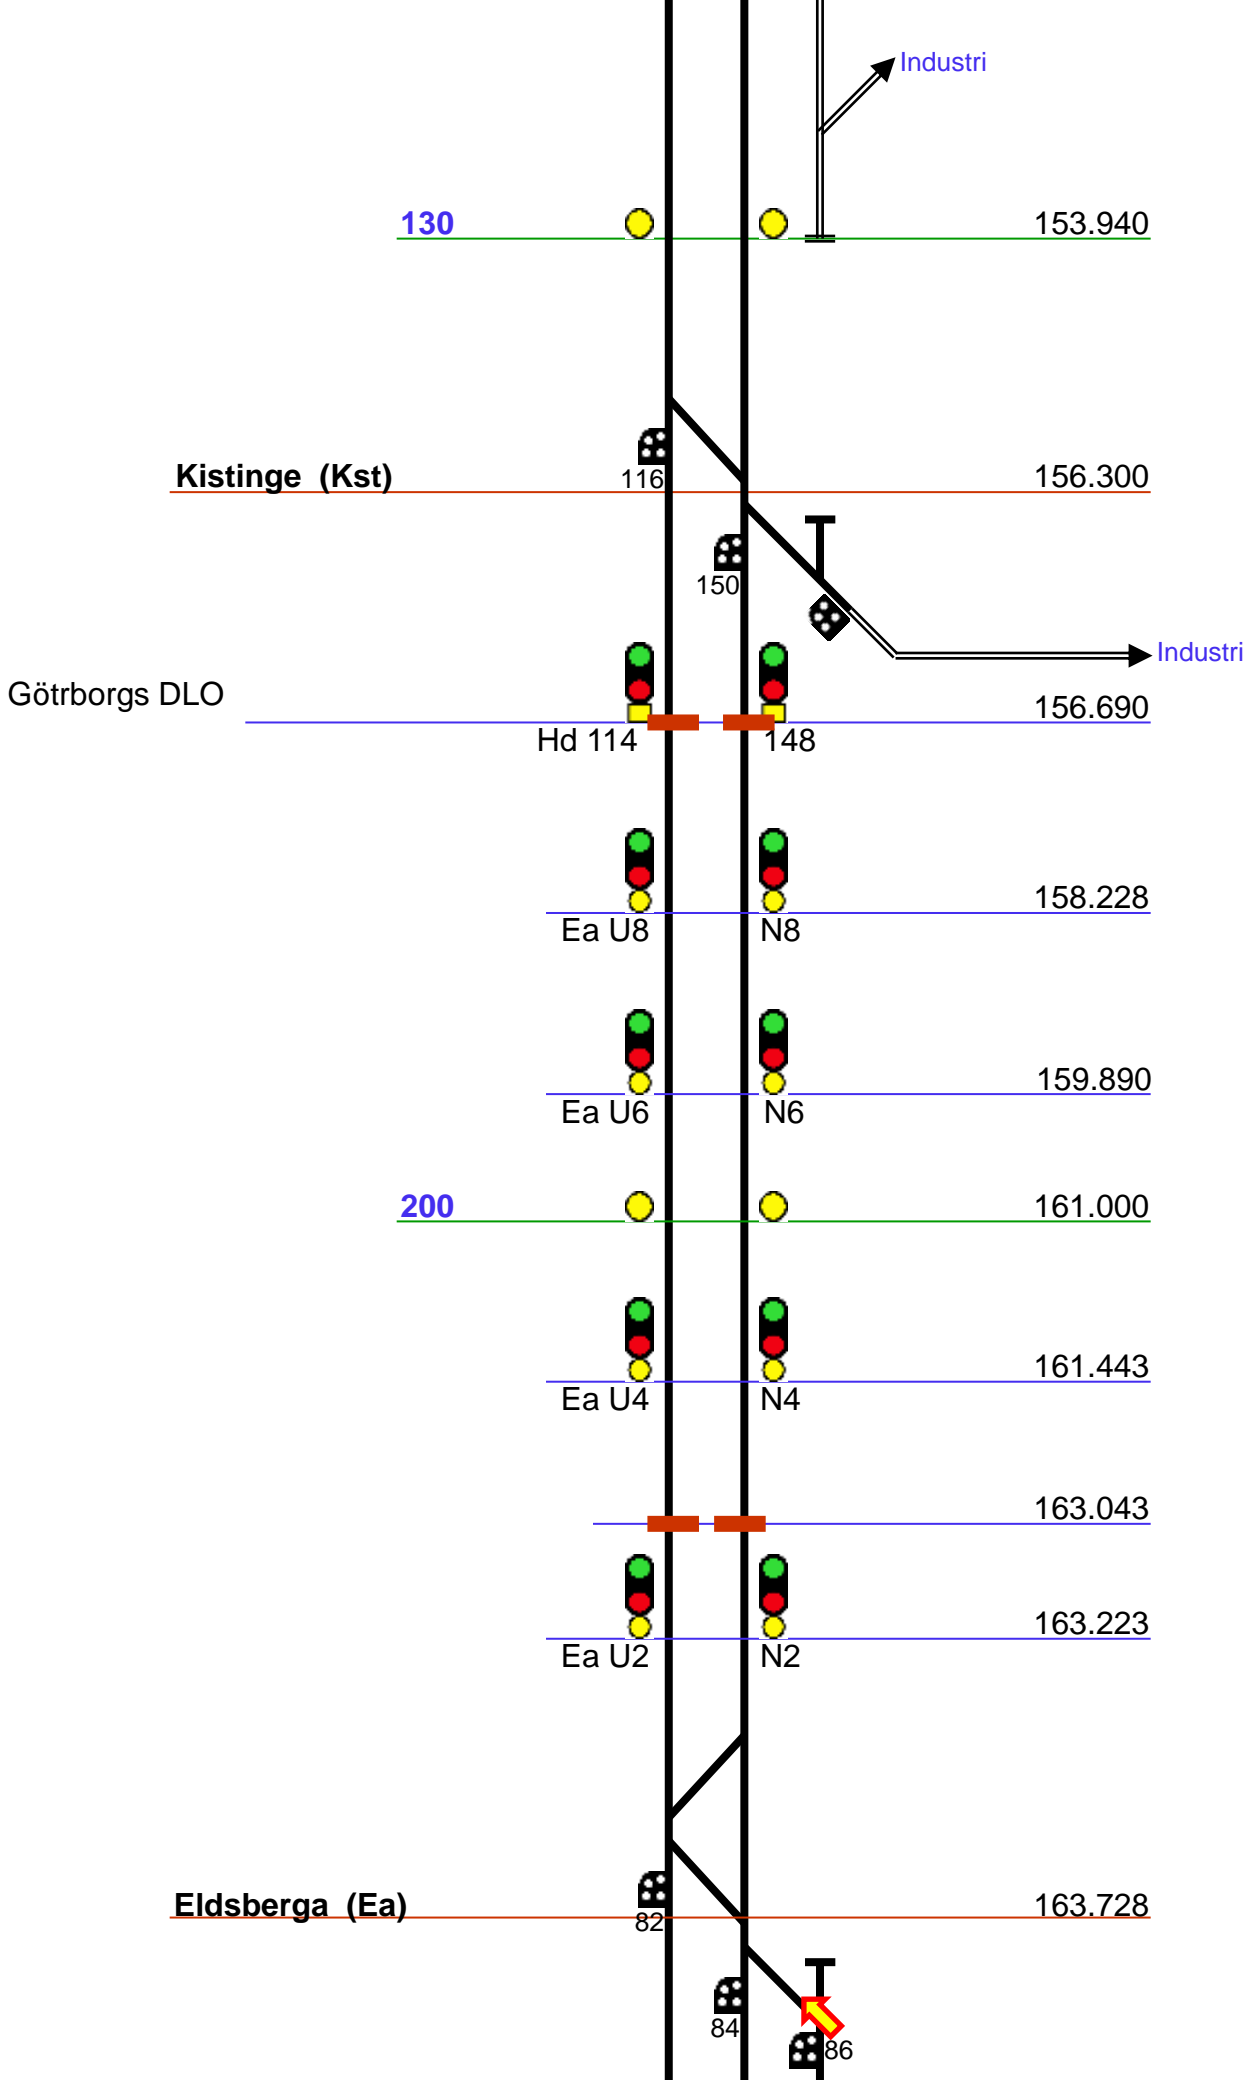 Industri
130 153.940
Kistinge (Kst) 116 156.300
150
Industri
Götrborgs DLO 156.690
Hd 114 148
158.228
Ea U8 N8
159.890
Ea U6 N6
200 161.000
161.443
Ea U4 N4
163.043
163.223
Ea U2 N2
Eldsberga (Ea) 163.728
82
84
86